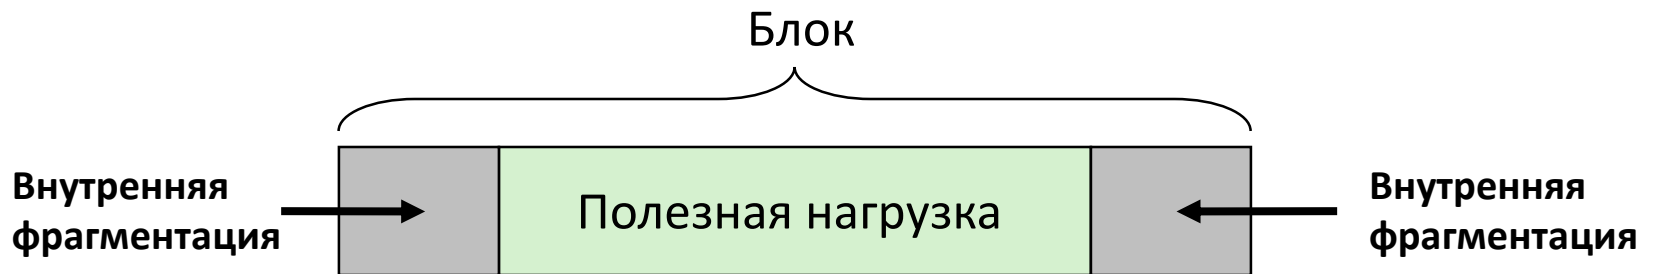 Блок
Внутренняя
фрагментация
Полезная нагрузка
Внутренняя
фрагментация